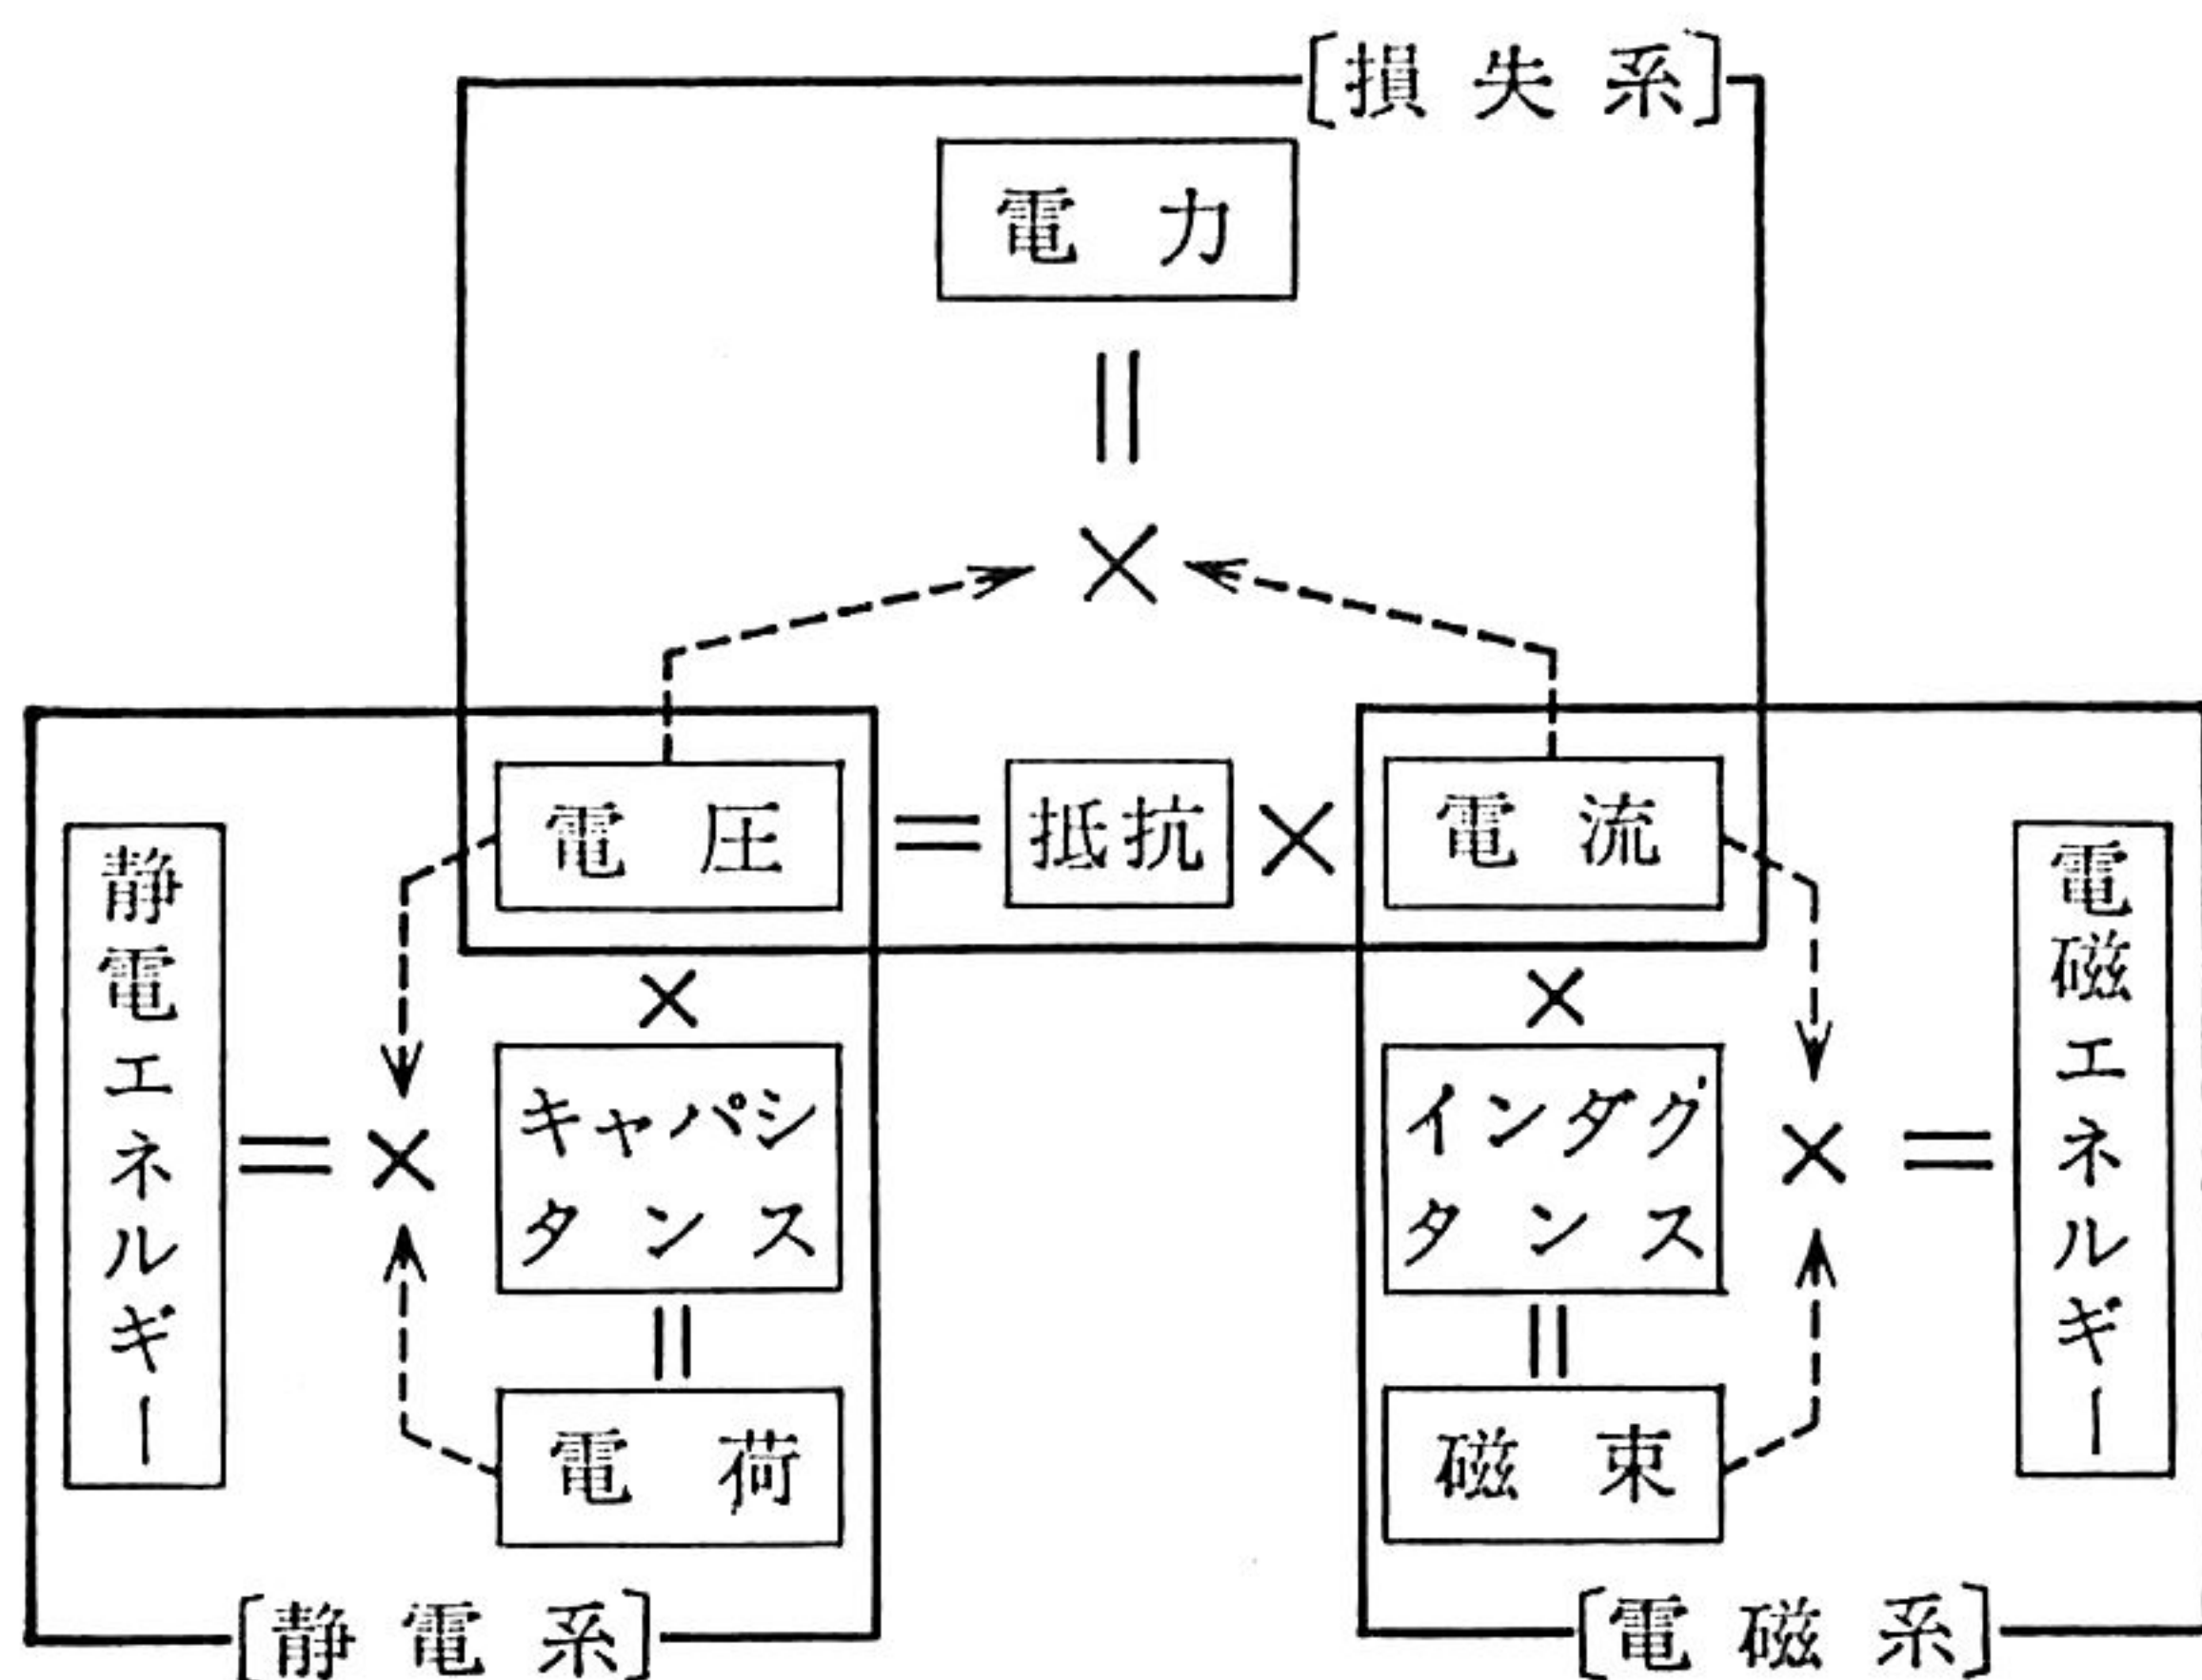 [損失系]
電力
||
×
電圧 = 抵抗 × 電流
静電エネルギー
=
×
×
キャパシ
タンス
||
電荷
[静電系]
×
インダク
タンス
||
磁束
×
=
電磁エネルギー
[電磁系]